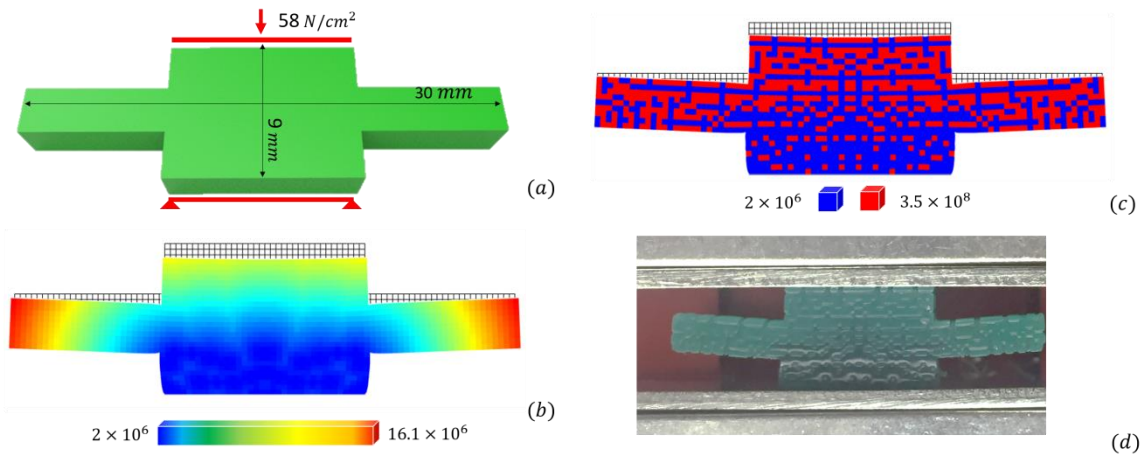 58 N/cm²
30 mm
9 mm
(a)
2 × 10⁶
3.5 × 10⁸
(c)
2 × 10⁶
16.1 × 10⁶
(b)
(d)